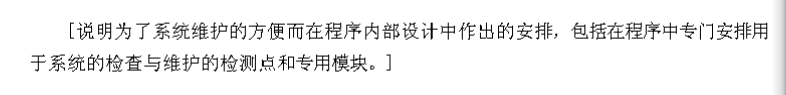 [说明为了系统维护的方便而在程序内部设计中作出的安排，包括在程序中专门安排用
于系统的检查与维护的检测点和专用模块。]